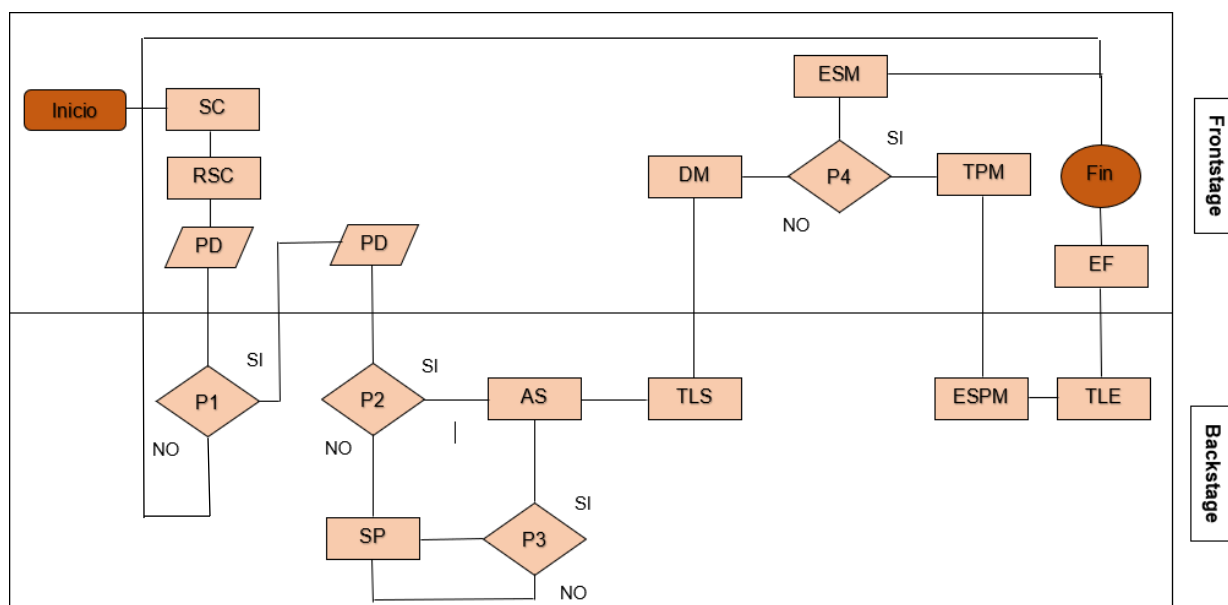 ESM
Inicio
SC
SI
RSC
DM
P4
TPM
Fin
NO
PD
PD
EF
Frontstage
SI
SI
P1
P2
AS
TLS
ESPM
TLE
NO
NO
SI
SP
P3
NO
Backstage